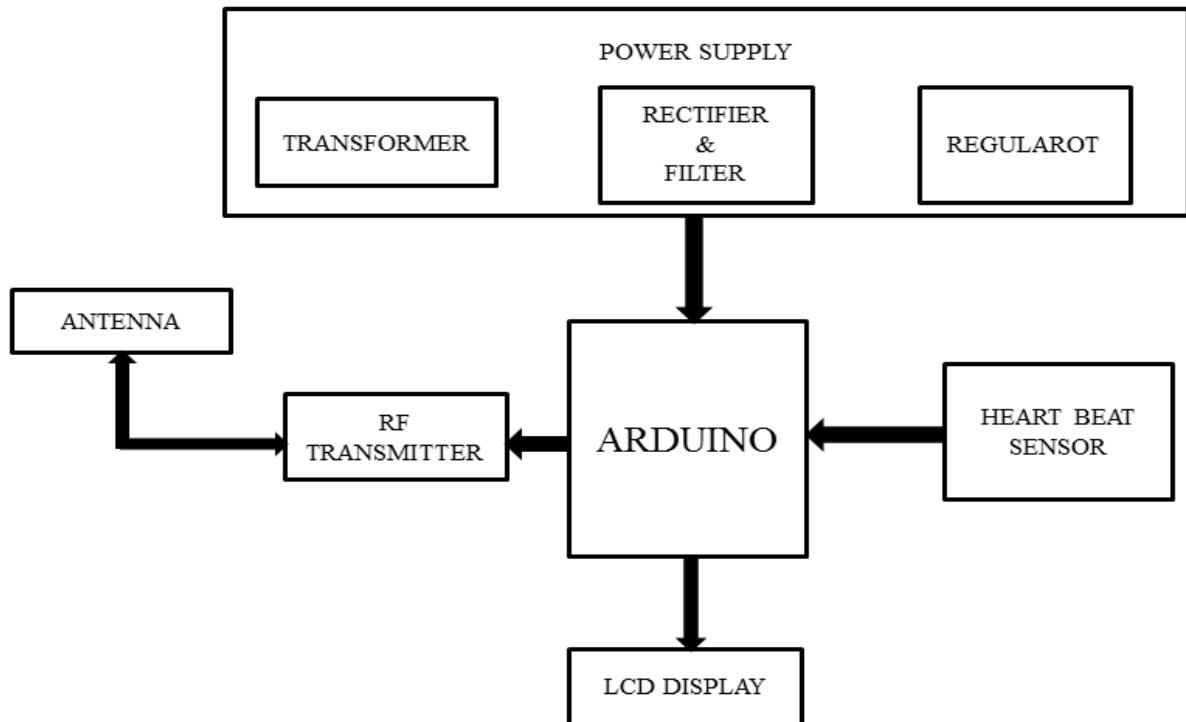 POWER SUPPLY
TRANSFORMER
RECTIFIER
&
FILTER
REGULAROT
ANTENNA
RF
TRANSMITTER
ARDUINO
HEART BEAT
SENSOR
LCD DISPLAY